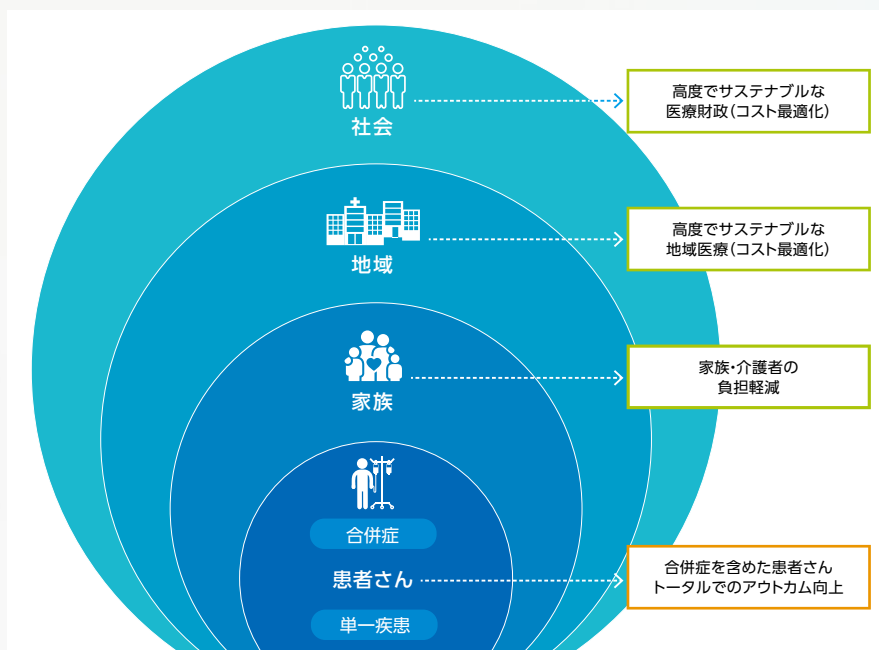 社会
高度でサステナブルな
医療財政(コスト最適化)
地域
高度でサステナブルな
地域医療(コスト最適化)
家族
家族・介護者の
負担軽減
合併症
患者さん
単一疾患
合併症を含めた患者さん
トータルでのアウトカム向上